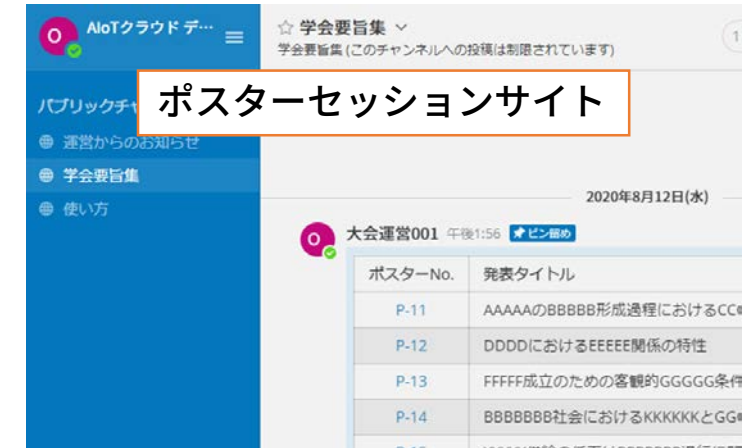 O
AIoTクラウド デ…
☆ 学会要旨集
学会要旨集 (このチャンネルへの投稿は制限されています)
1
ポスターセッションサイト
パブリックチャ
運営からのお知らせ
学会要旨集
使い方
2020年8月12日(水)
O
大会運営001 午後1:56 ピン留め
ポスターNo. 発表タイトル
P-11 AAAAAのBBBBB形成過程におけるCC
P-12 DDDDにおけるEEEEE関係の特性
P-13 FFFFF成立のための客観的GGGGG条件
P-14 BBBBBBB社会におけるKKKKKKとGG